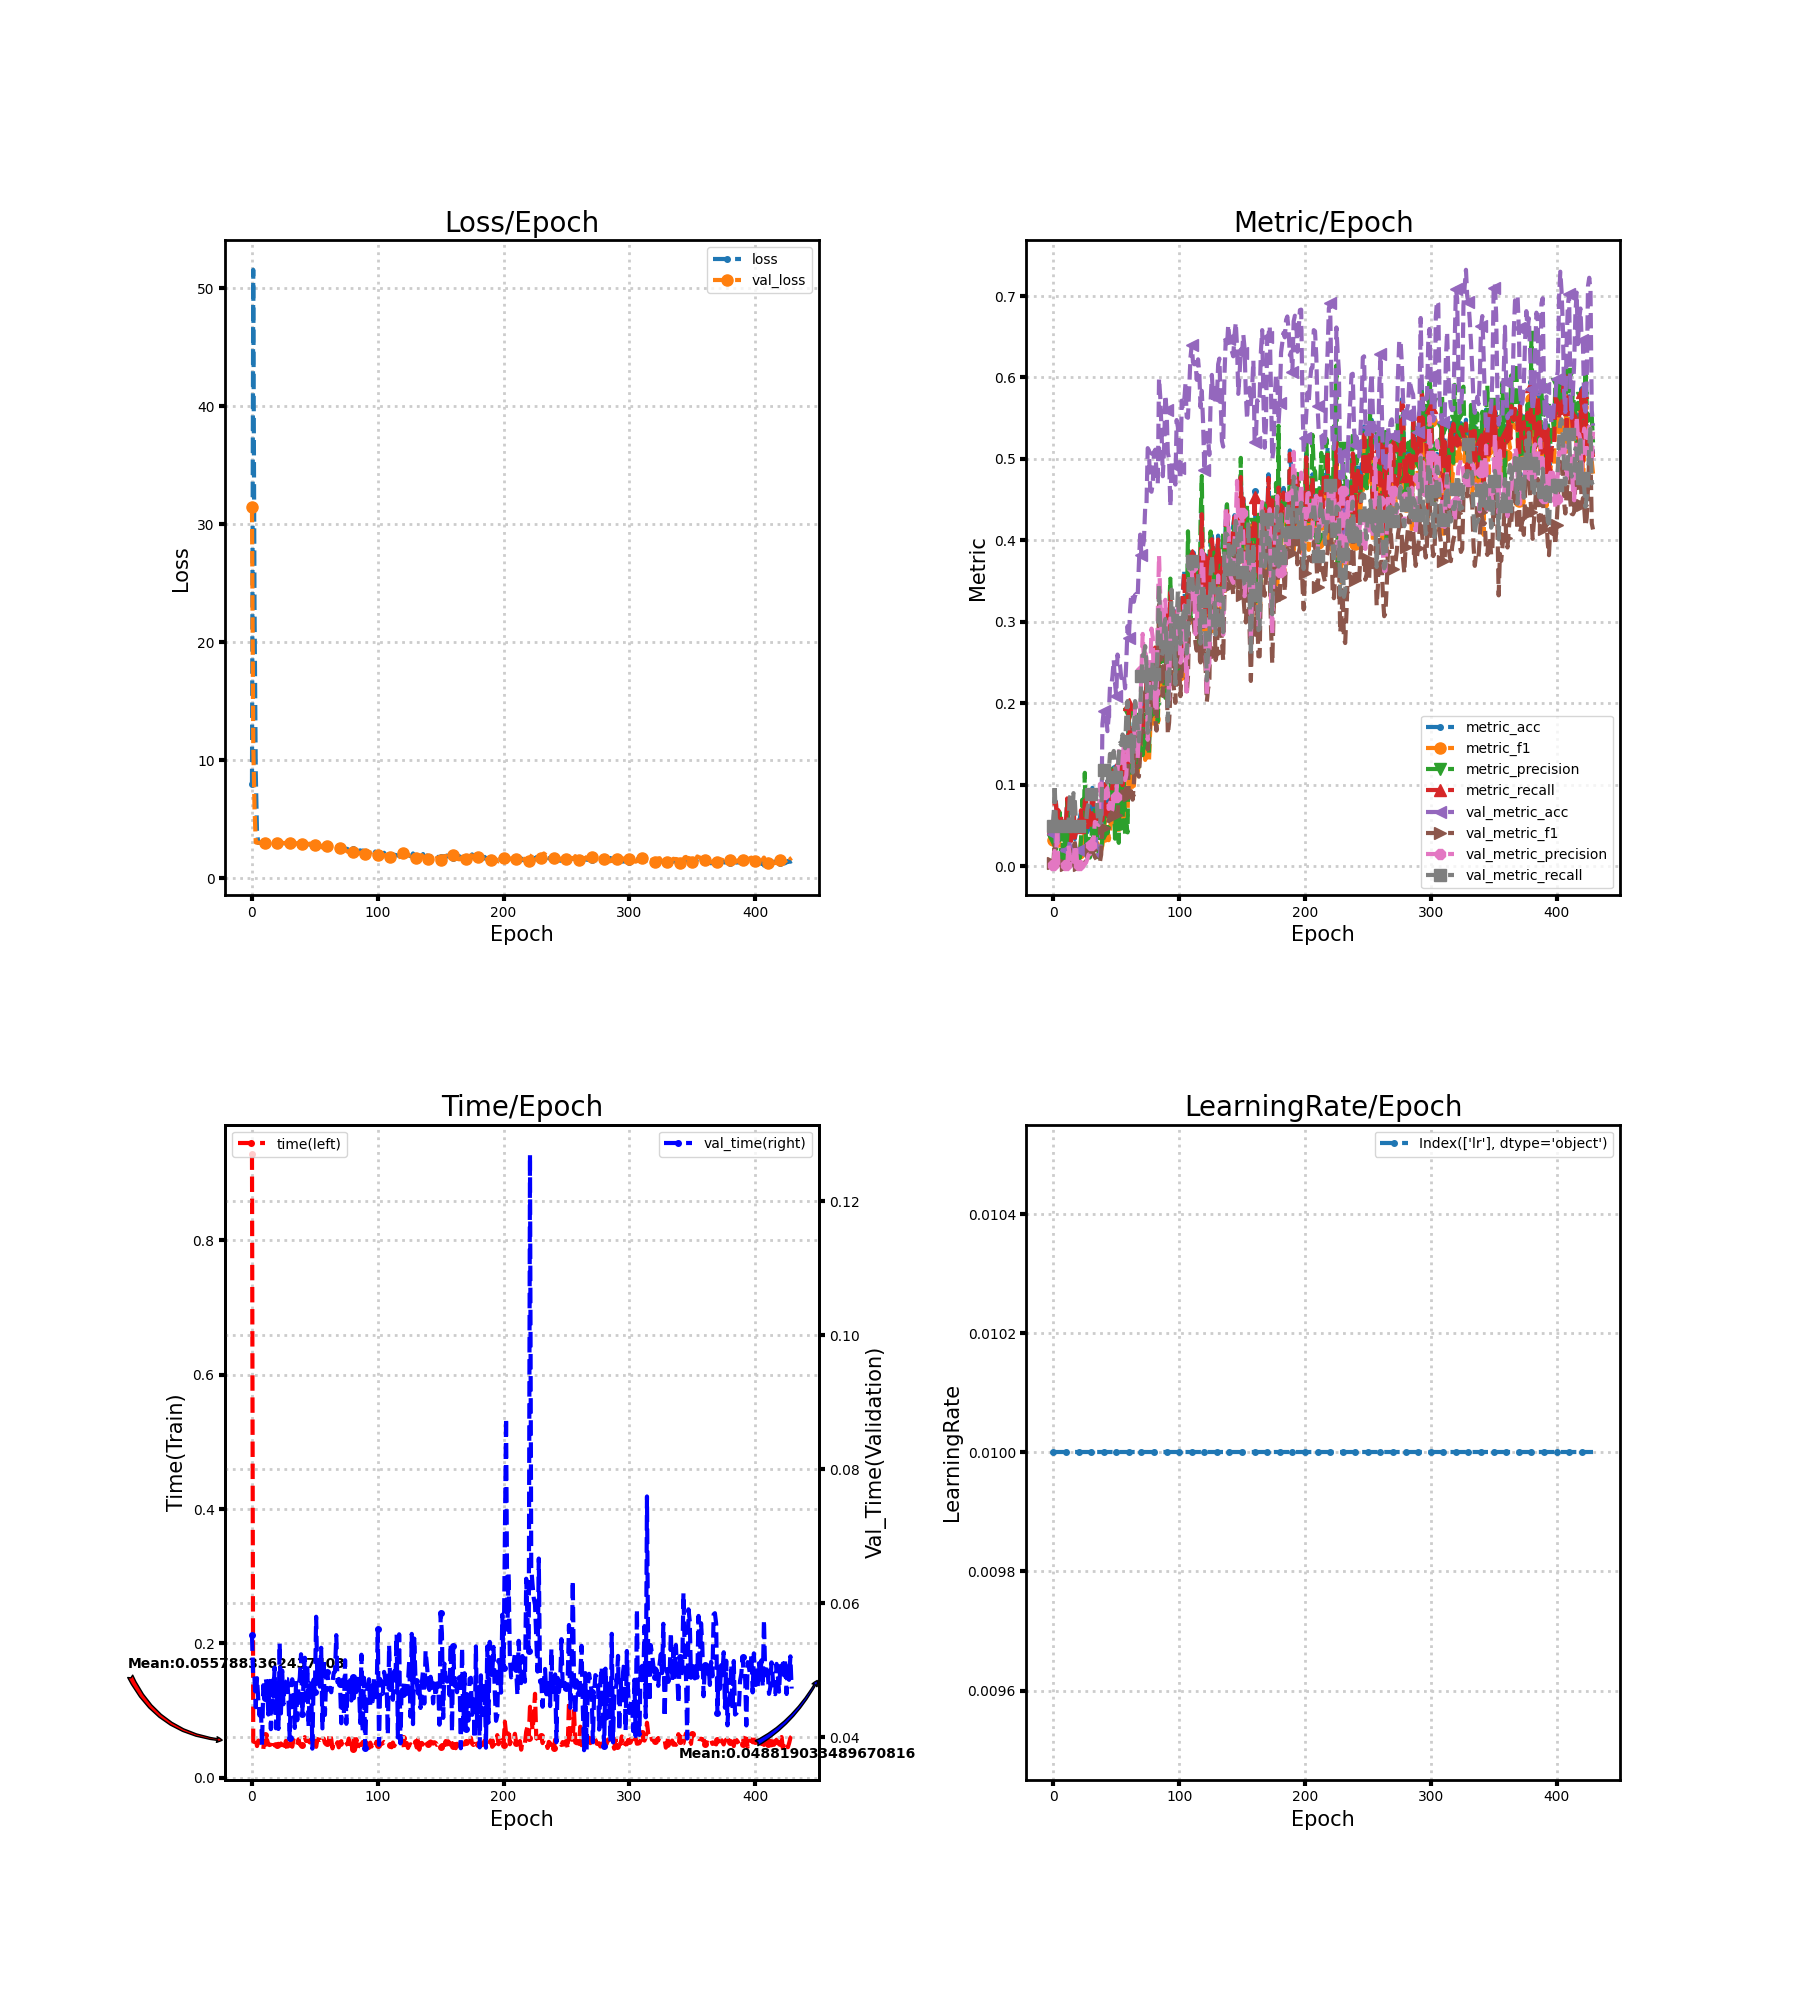 Loss/Epoch
Loss
50
40
30
20
10
0
0 100 200 300 400
Epoch
loss
val_loss
Metric/Epoch
Metric
0.7
0.6
0.5
0.4
0.3
0.2
0.1
0.0
0 100 200 300 400
Epoch
metric_acc
metric_f1
metric_precision
metric_recall
val_metric_acc
val_metric_f1
val_metric_precision
val_metric_recall
Time/Epoch
Time(Train)
0.8
0.6
0.4
0.2
0.0
0 100 200 300 400
Epoch
time(left)
val_time(right)
0.12
0.10
0.08
0.06
0.04
Val_Time(Validation)
Mean:0.048819033489670816
LearningRate/Epoch
LearningRate
0.0104
0.0102
0.0100
0.0098
0.0096
0 100 200 300 400
Epoch
Index(['lr'], dtype='object')